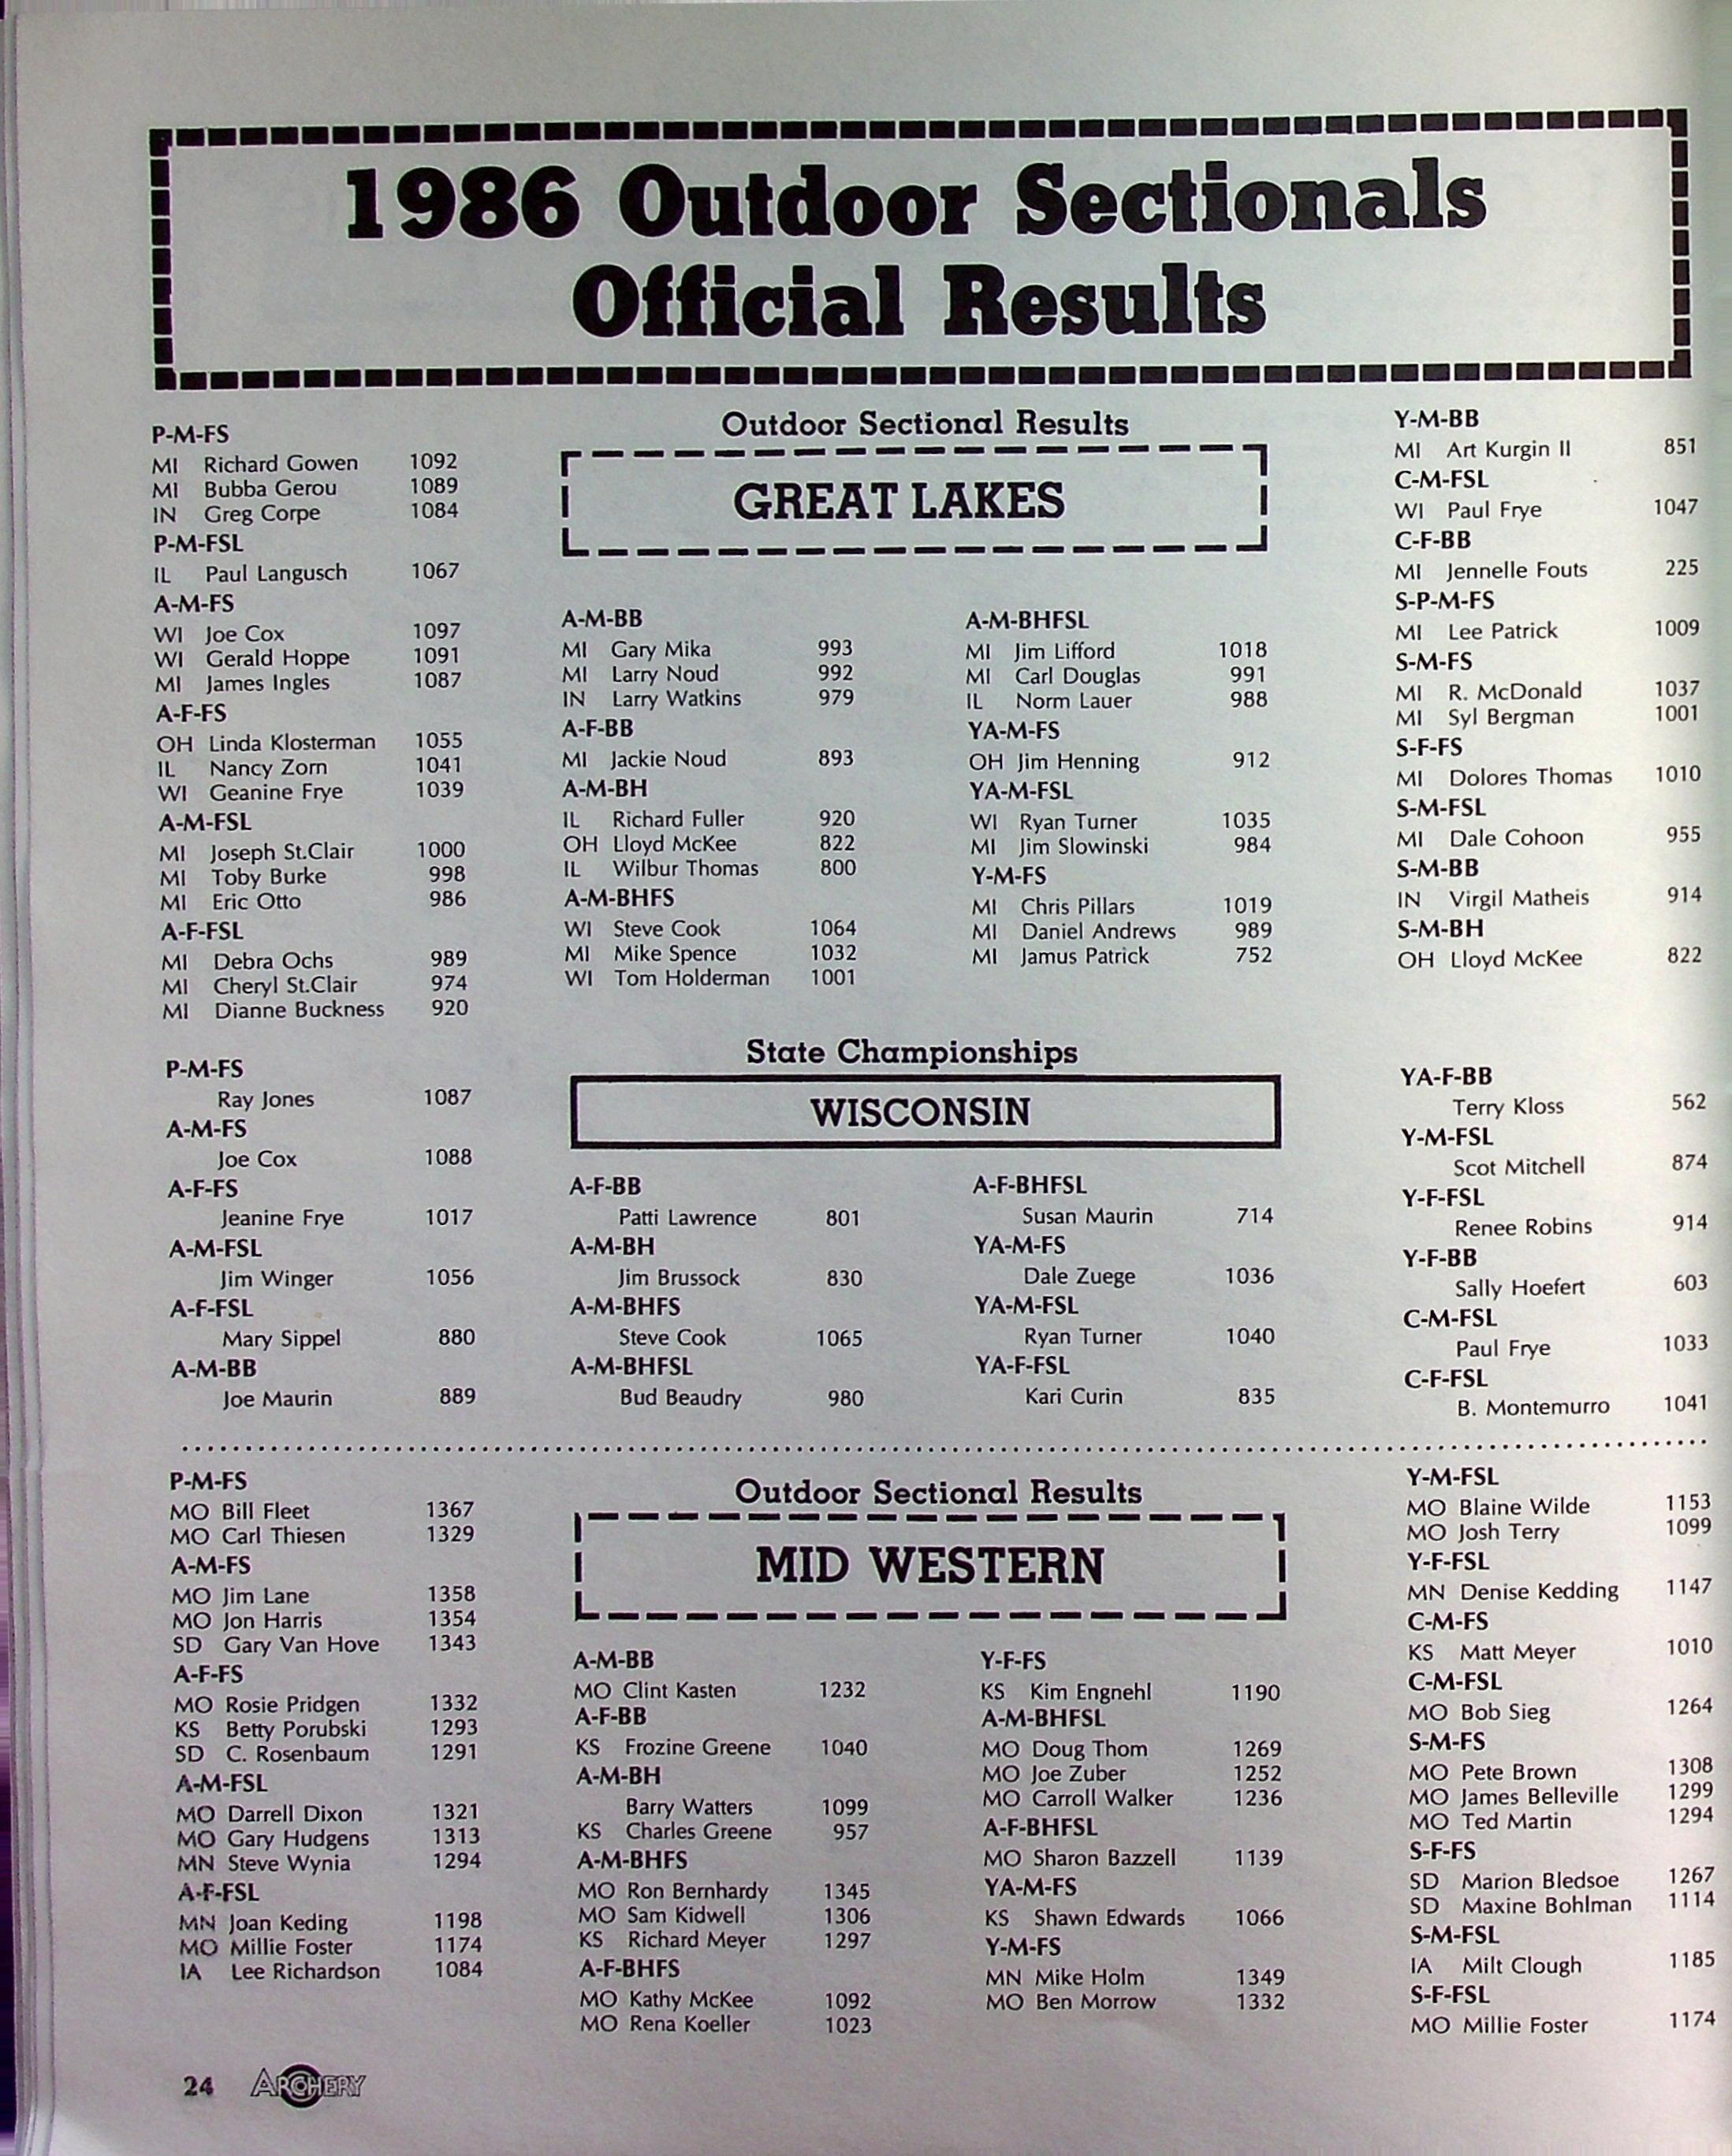 1986 Outdoor Sectionals
Official Results
P-M-FS
MI Richard Gowen 1092
MI Bubba Gerou 1089
IN Greg Corpe 1084
P-M-FSL
IL Paul Langusch 1067
A-M-FS
WI Joe Cox 1097
WI Gerald Hoppe 1091
MI James Ingles 1087
A-F-FS
OH Linda Klosterman 1055
IL Nancy Zorn 1041
WI Geanine Frye 1039
A-M-FSL
MI Joseph St.Clair 1000
MI Toby Burke 998
MI Eric Otto 986
A-F-FSL
MI Debra Ochs 989
MI Cheryl St.Clair 974
MI Dianne Buckness 920
Outdoor Sectional Results
GREAT LAKES
A-M-BB
MI Gary Mika 993
MI Larry Noud 992
IN Larry Watkins 979
A-F-BB
MI Jackie Noud 893
A-M-BH
IL Richard Fuller 920
OH Lloyd McKee 822
IL Wilbur Thomas 800
A-M-BHFS
WI Steve Cook 1064
MI Mike Spence 1032
WI Tom Holderman 1001
A-M-BHFSL
MI Jim Lifford 1018
MI Carl Douglas 991
IL Norm Lauer 988
YA-M-FS
OH Jim Henning 912
YA-M-FSL
WI Ryan Turner 1035
MI Jim Slowinski 984
Y-M-FS
MI Chris Pillars 1019
MI Daniel Andrews 989
MI Jamus Patrick 752
Y-M-BB
MI Art Kurgin II 851
C-M-FSL
WI Paul Frye 1047
C-F-BB
MI Jennelle Fouts 225
S-P-M-FS
MI Lee Patrick 1009
S-M-FS
MI R. McDonald 1037
MI Syl Bergman 1001
S-F-FS
MI Dolores Thomas 1010
S-M-FSL
MI Dale Cohoon 955
S-M-BB
IN Virgil Matheis 914
S-M-BH
OH Lloyd McKee 822
P-M-FS
Ray Jones 1087
A-M-FS
Joe Cox 1088
A-F-FS
Jeanine Frye 1017
A-M-FSL
Jim Winger 1056
A-F-FSL
Mary Sippel 880
A-M-BB
Joe Maurin 889
State Championships
WISCONSIN
A-F-BB
Patti Lawrence 801
A-M-BH
Jim Brussock 830
A-M-BHFS
Steve Cook 1065
A-M-BHFSL
Bud Beaudry 980
A-F-BHFSL
Susan Maurin 714
YA-M-FS
Dale Zuege 1036
YA-M-FSL
Ryan Turner 1040
YA-F-FSL
Kari Curin 835
YA-F-BB
Terry Kloss 562
Y-M-FSL
Scot Mitchell 874
Y-F-FSL
Renee Robins 914
Y-F-BB
Sally Hoefert 603
C-M-FSL
Paul Frye 1033
C-F-FSL
B. Montemurro 1041
P-M-FS
MO Bill Fleet 1367
MO Carl Thiesen 1329
A-M-FS
MO Jim Lane 1358
MO Jon Harris 1354
SD Gary Van Hove 1343
A-F-FS
MO Rosie Pridgen 1332
KS Betty Porubski 1293
SD C. Rosenbaum 1291
A-M-FSL
MO Darrell Dixon 1321
MO Gary Hudgens 1313
MN Steve Wynia 1294
A-F-FSL
MN Joan Keding 1198
MO Millie Foster 1174
IA Lee Richardson 1084
Outdoor Sectional Results
MID WESTERN
A-M-BB
MO Clint Kasten 1232
A-F-BB
KS Frozine Greene 1040
A-M-BH
Barry Watters 1099
KS Charles Greene 957
A-M-BHFS
MO Ron Bernhardy 1345
MO Sam Kidwell 1306
KS Richard Meyer 1297
A-F-BHFS
MO Kathy McKee 1092
MO Rena Koeller 1023
Y-F-FS
KS Kim Engnehl 1190
A-M-BHFSL
MO Doug Thom 1269
MO Joe Zuber 1252
MO Carroll Walker 1236
A-F-BHFSL
MO Sharon Bazzell 1139
YA-M-FS
KS Shawn Edwards 1066
Y-M-FS
MN Mike Holm 1349
MO Ben Morrow 1332
Y-M-FSL
MO Blaine Wilde 1153
MO Josh Terry 1099
Y-F-FSL
MN Denise Kedding 1147
C-M-FS
KS Matt Meyer 1010
C-M-FSL
MO Bob Sieg 1264
S-M-FS
MO Pete Brown 1308
MO James Belleville 1299
MO Ted Martin 1294
S-F-FS
SD Marion Bledsoe 1267
SD Maxine Bohlman 1114
S-M-FSL
IA Milt Clough 1185
S-F-FSL
MO Millie Foster 1174
24 ARCHERY